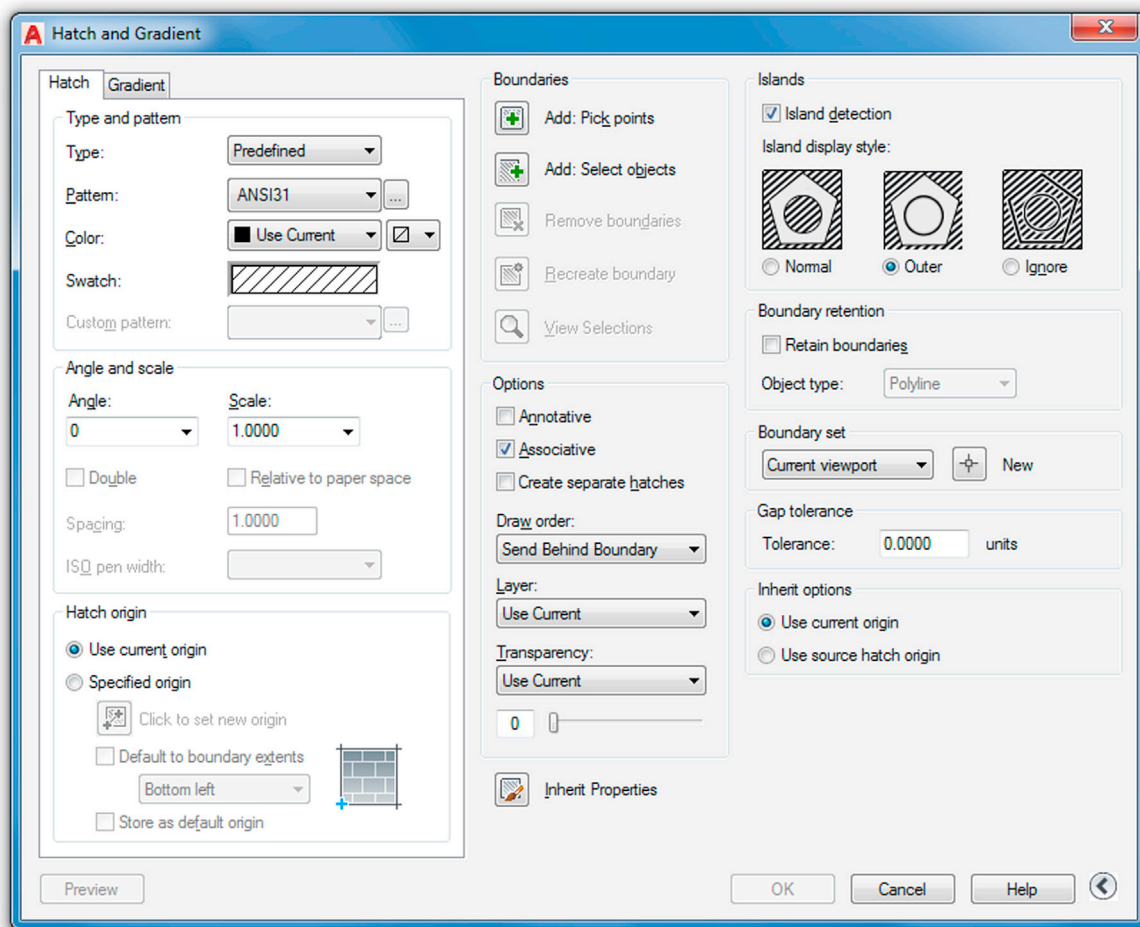 Hatch and Gradient
Hatch
Gradient
Type and pattern
Type:
Predefined
Pattern:
ANSI31
...
Color:
Use Current
Swatch:
Custom pattern:
...
Angle and scale
Angle:
Scale:
0
1.0000
Double
Relative to paper space
Spacing:
1.0000
ISO pen width:
Hatch origin
Use current origin
Specified origin
Click to set new origin
Default to boundary extents
Bottom left
Store as default origin
Preview
Boundaries
Add: Pick points
Add: Select objects
Remove boundaries
Recreate boundary
View Selections
Options
Annotative
Associative
Create separate hatches
Draw order:
Send Behind Boundary
Layer:
Use Current
Transparency:
Use Current
0
Inherit Properties
Islands
Island detection
Island display style:
Normal
Outer
Ignore
Boundary retention
Retain boundaries
Object type:
Polyline
Boundary set
Current viewport
New
Gap tolerance
Tolerance:
0.0000
units
Inherit options
Use current origin
Use source hatch origin
OK
Cancel
Help